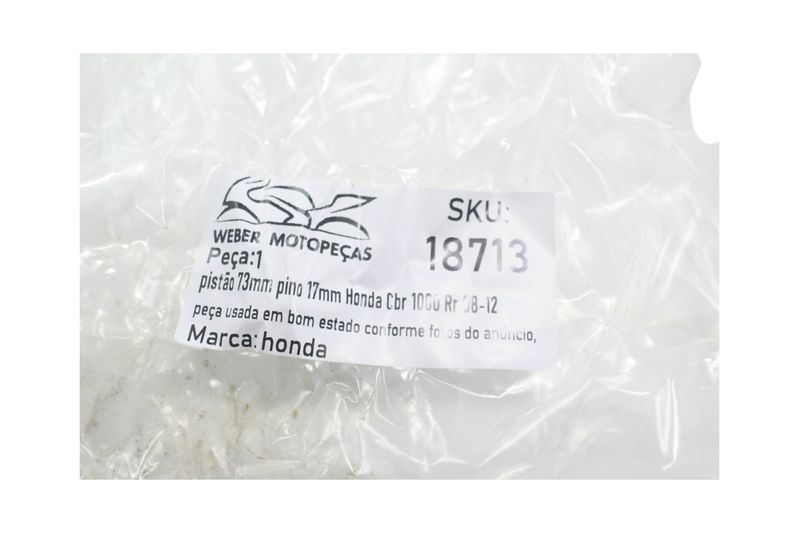 WEBER MOTOPEÇAS
SKU:
18713
Peça:1
pistão 73mm pino 17mm Honda Cbr 1000 Rr 08-12
peça usada em bom estado conforme fotos do anúncio,
Marca: honda